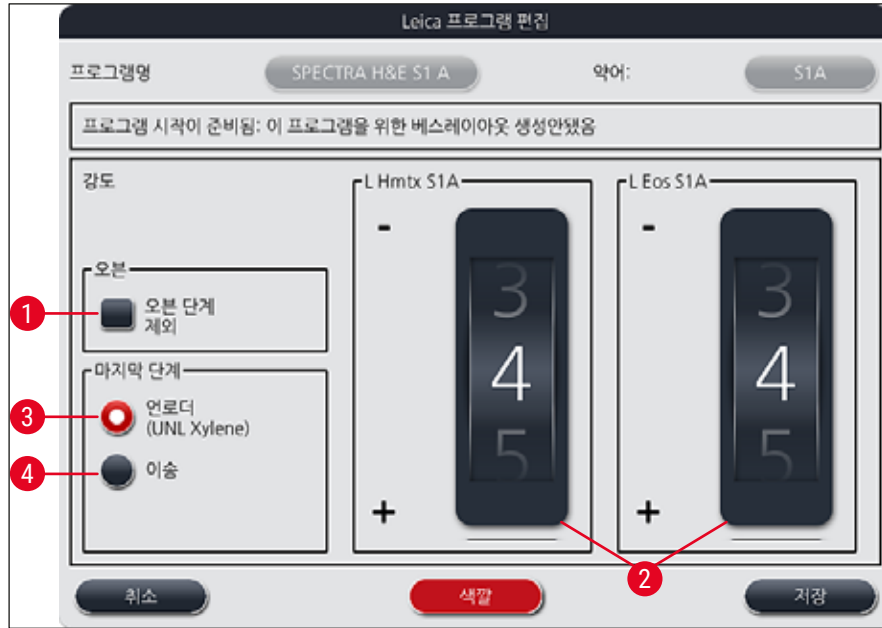 Leica 프로그램 편집
프로그램명
SPECTRA H&E S1 A
약어:
S1A
프로그램 시작이 준비됨: 이 프로그램을 위한 베스레이아웃 생성안됐음
강도
L Hmtx S1A
L Eos S1A
-
-
오븐
1
오븐 단계
제외
3
4
5
3
4
5
마지막 단계
3
언로더
(UNL Xylene)
4
이송
+
+
2
취소
색깔
저장